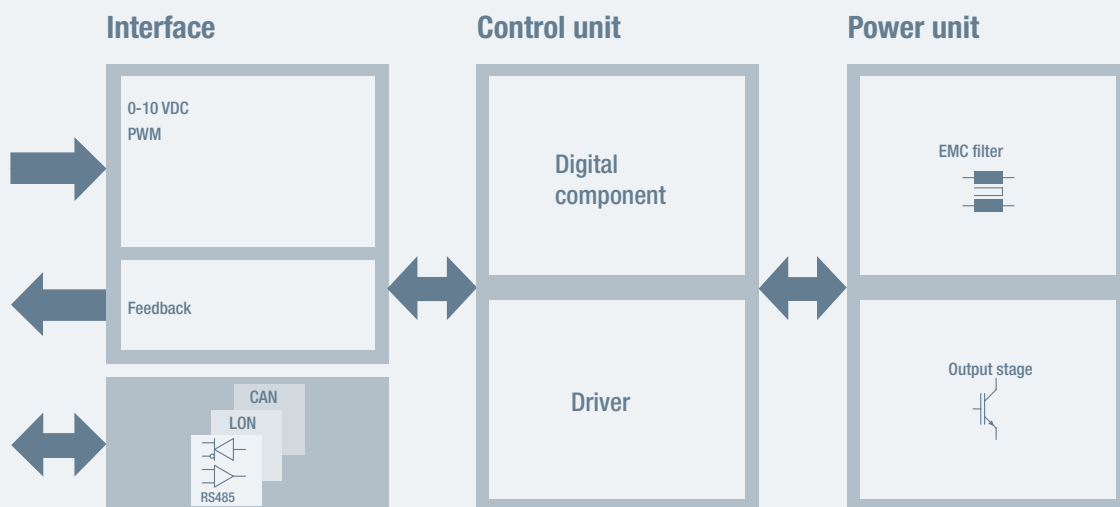 Interface
Control unit
Power unit
0-10 VDC
PWM
Feedback
CAN
LON
RS485
Digital
component
Driver
EMC filter
Output stage